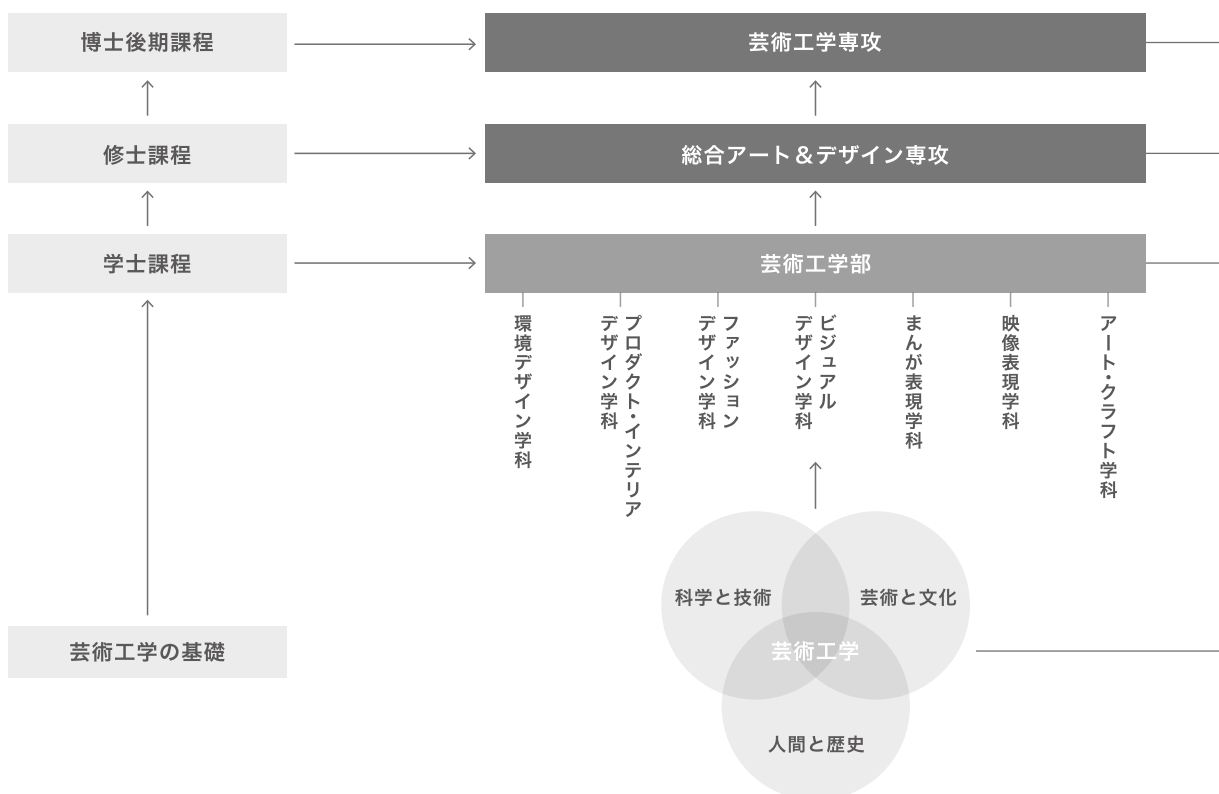 博士後期課程
芸術工学専攻
修士課程
総合アート＆デザイン専攻
学士課程
芸術工学部
環境デザイン学科
プロダクト・インテリア
デザイン学科
ファッション
デザイン学科
ビジュアル
デザイン学科
まんが表現学科
映像表現学科
アート・クラフト学科
科学と技術
芸術と文化
芸術工学の基礎
芸術工学
人間と歴史